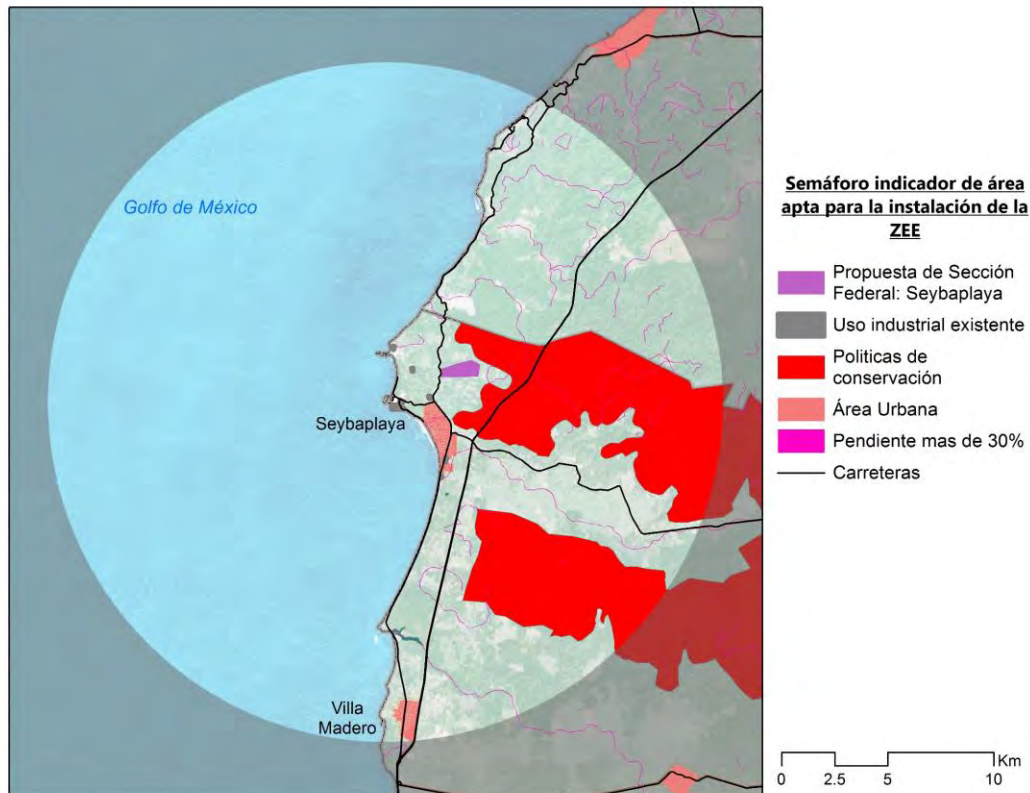 Golfo de México
Seybaplaya
Villa
Madero
Semáforo indicador de área
apta para la instalación de la
ZEE
Propuesta de Sección
Federal: Seybaplaya
Uso industrial existente
Politicas de
conservación
Área Urbana
Pendiente mas de 30%
Carreteras
Km
0 2.5 5 10